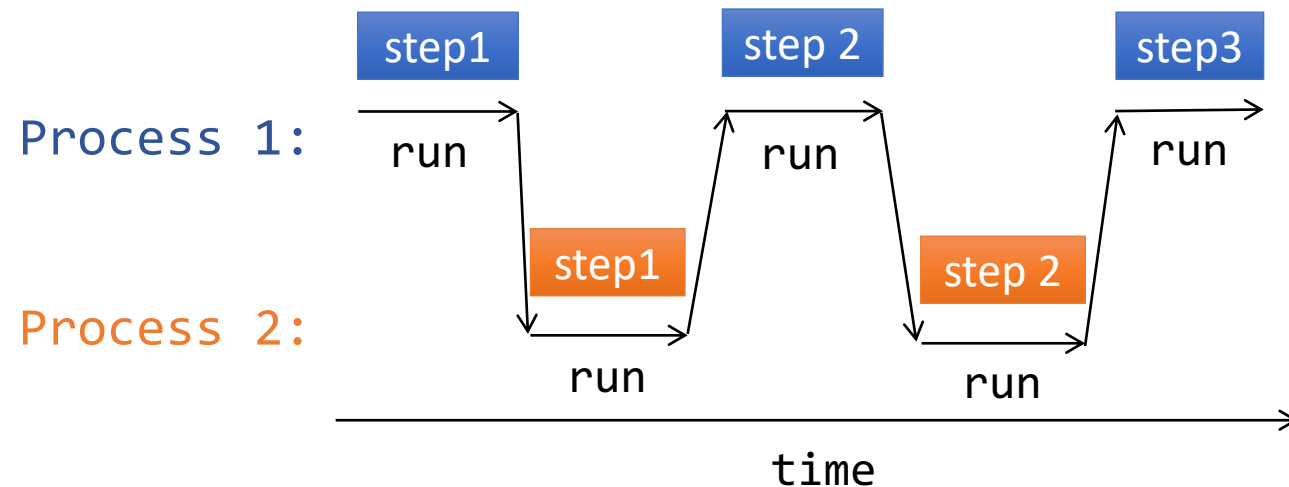 step1
step 2
step3
Process 1:
run
run
run
step1
step 2
Process 2:
run
run
time